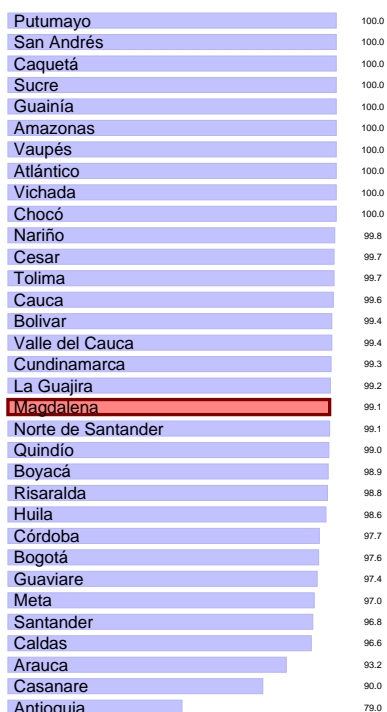 Putumayo 100.0
San Andrés 100.0
Caquetá 100.0
Sucre 100.0
Guainía 100.0
Amazonas 100.0
Vaupés 100.0
Atlántico 100.0
Vichada 100.0
Chocó 100.0
Nariño 99.8
Cesar 99.7
Tolima 99.7
Cauca 99.6
Bolivar 99.4
Valle del Cauca 99.4
Cundinamarca 99.3
La Guajira 99.2
Magdalena 99.1
Norte de Santander 99.1
Quindío 99.0
Boyacá 98.9
Risaralda 98.8
Huila 98.6
Córdoba 97.7
Bogotá 97.6
Guaviare 97.4
Meta 97.0
Santander 96.8
Caldas 96.6
Arauca 93.2
Casanare 90.0
Antioquia 79.0